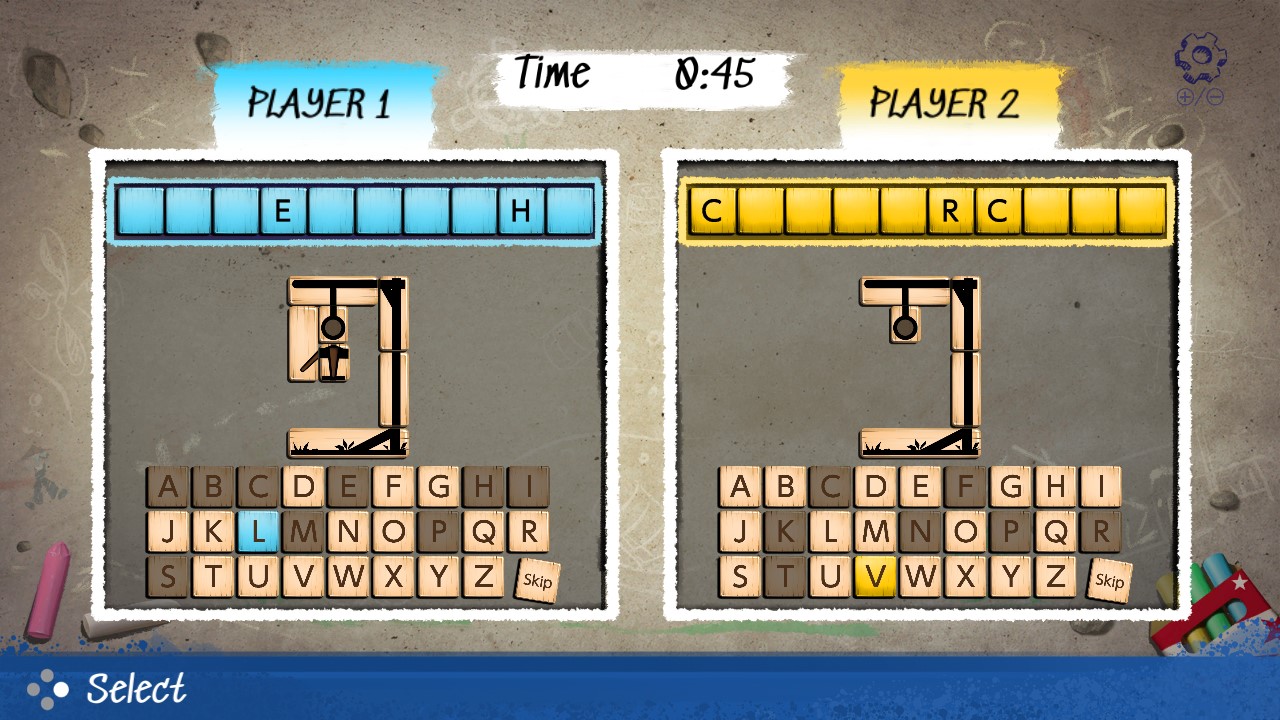 Time 0:45
PLAYER 1
PLAYER 2
E H
C R C
A B C D E F G H I
J K L M N O P Q R
S T U V W X Y Z Skip
A B C D E F G H I
J K L M N O P Q R
S T U V W X Y Z Skip
+/-
Select